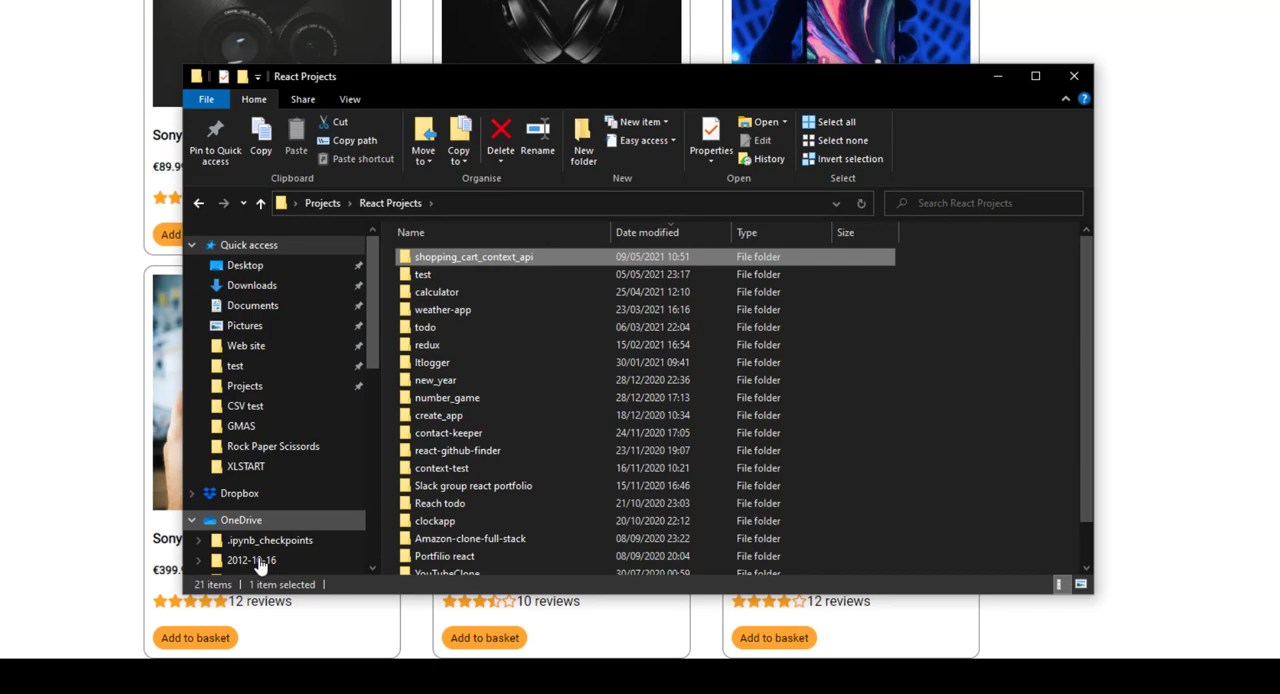 React Projects
File Home Share View
Pin to Quick access
Copy
Paste
Cut
Copy path
Paste shortcut
Move to
Copy to
Delete
Rename
New folder
New item
Easy access
Properties
Open
Edit
History
Select all
Select none
Invert selection
Clipboard Organise New Open Select
Projects React Projects
Search React Projects
Name Date modified Type Size
Quick access
Desktop
Downloads
Documents
Pictures
Web site
test
Projects
CSV test
GMAS
Rock Paper Scissords
XLSTART
Dropbox
OneDrive
.ipynb_checkpoints
2012-10-16
shopping_cart_context_api 09/05/2021 10:51 File folder
test 05/05/2021 23:17 File folder
calculator 25/04/2021 12:10 File folder
weather-app 23/03/2021 16:16 File folder
todo 06/03/2021 22:04 File folder
redux 15/02/2021 16:54 File folder
ltlogger 30/01/2021 09:41 File folder
new_year 28/12/2020 22:36 File folder
number_game 28/12/2020 17:13 File folder
create_app 18/12/2020 10:34 File folder
contact-keeper 24/11/2020 17:05 File folder
react-github-finder 23/11/2020 19:07 File folder
context-test 16/11/2020 10:21 File folder
Slack group react portfolio 15/11/2020 16:46 File folder
Reach todo 21/10/2020 23:03 File folder
clockapp 20/10/2020 22:12 File folder
Amazon-clone-full-stack 08/09/2020 23:22 File folder
Portfilio react 08/09/2020 20:04 File folder
YouTubeClone 30/07/2020 00:59 File folder
21 items 1 item selected
Sony
€89.9
Add
Sony
€399.
12 reviews
10 reviews
12 reviews
Add to basket
Add to basket
Add to basket